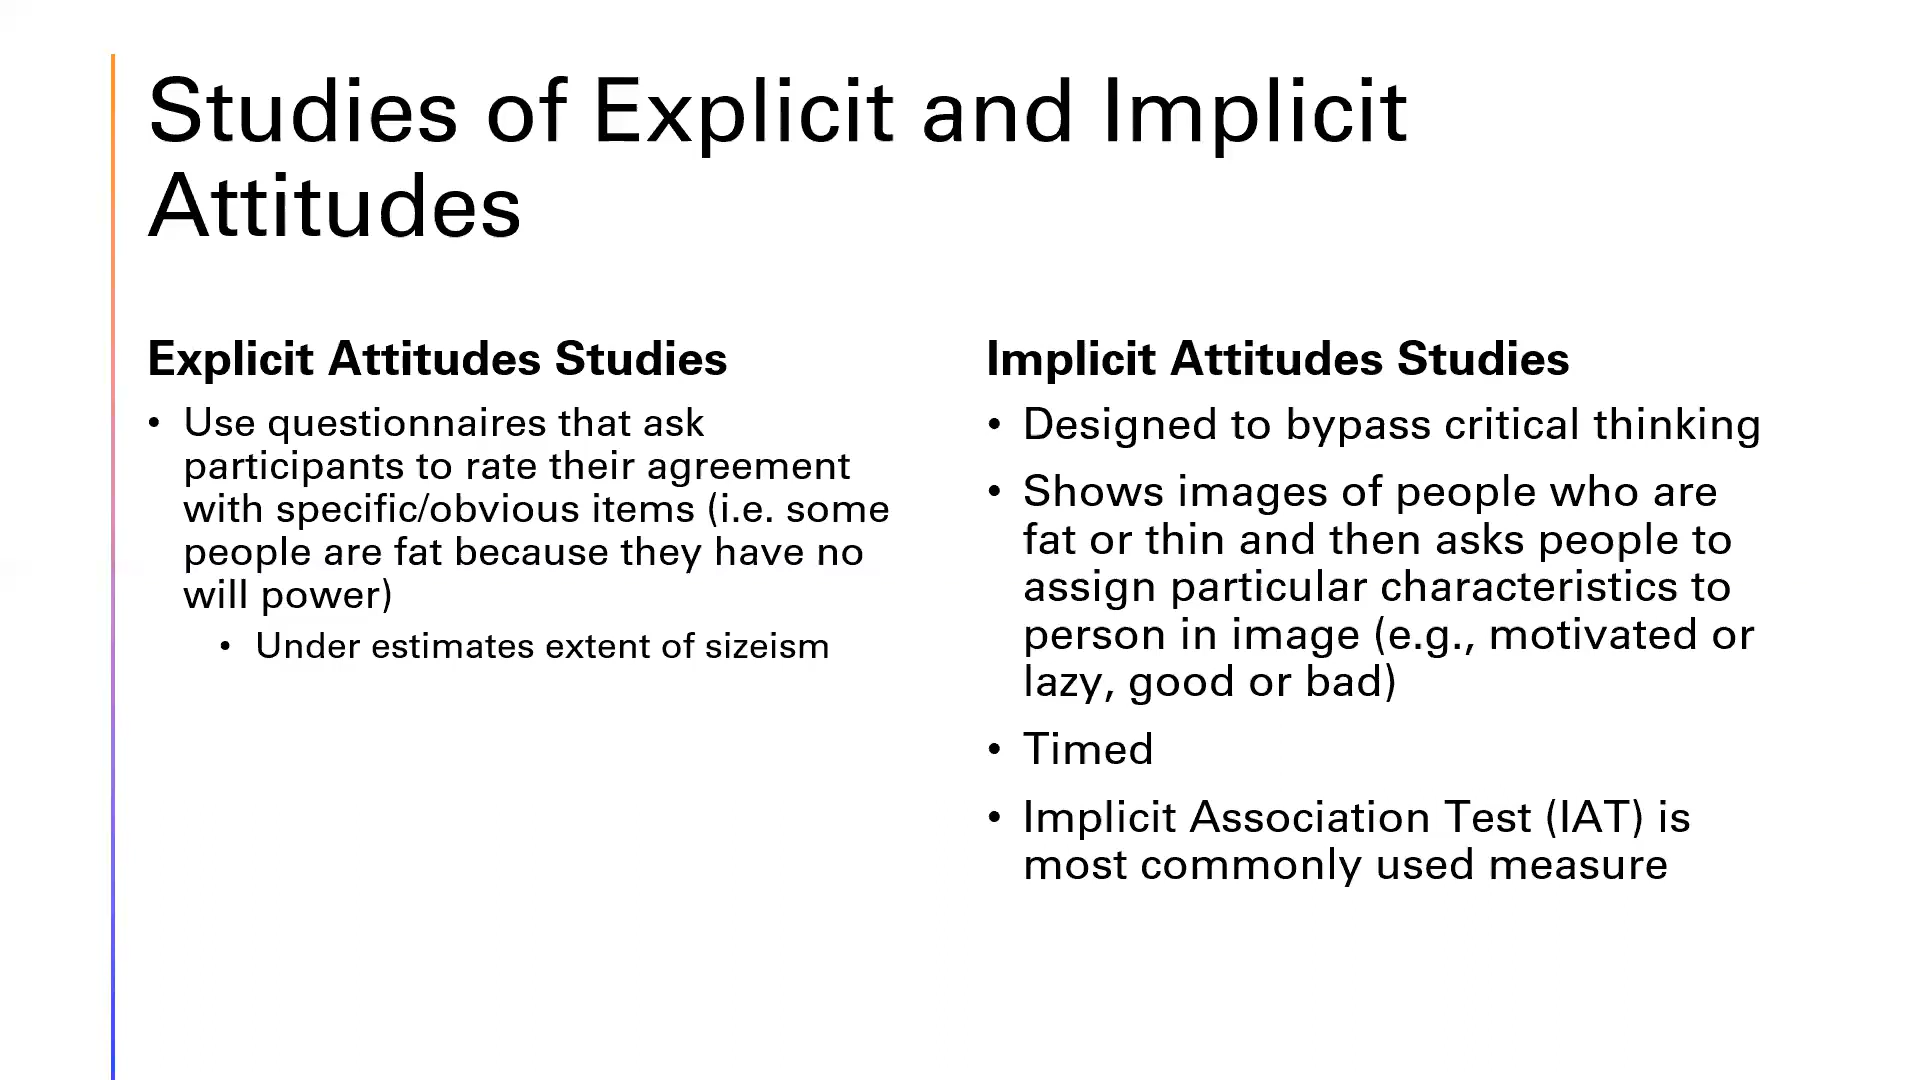 Studies of Explicit and Implicit
Attitudes
Explicit Attitudes Studies
• Use questionnaires that ask
participants to rate their agreement
with specific/obvious items (i.e. some
people are fat because they have no
will power)
• Under estimates extent of sizeism
Implicit Attitudes Studies
• Designed to bypass critical thinking
• Shows images of people who are
fat or thin and then asks people to
assign particular characteristics to
person in image (e.g., motivated or
lazy, good or bad)
• Timed
• Implicit Association Test (IAT) is
most commonly used measure